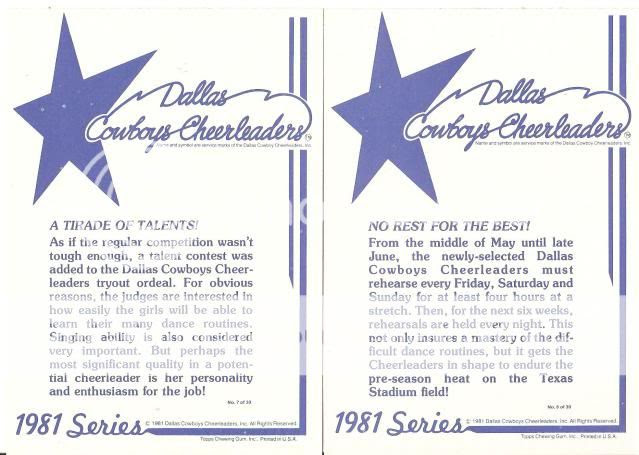 Dallas
Cowboys Cheerleaders
Name and symbol are service marks of the Dallas Cowboys Cheerleaders, Inc.
A TIRADE OF TALENTS!
As if the regular competition wasn't
tough enough, a talent contest was
added to the Dallas Cowboys Cheer-
leaders tryout ordeal. For obvious
reasons, the judges are interested in
how easily the girls will be able to
learn their many dance routines.
Singing ability is also considered
very important. But perhaps the
most significant quality in a poten-
tial cheerleader is her personality
and enthusiasm for the job!
No. 7 of 30
1981 Series
© 1981 Dallas Cowboys Cheerleaders, Inc. All Rights Reserved.
Topps Chewing Gum, Inc., Printed in U.S.A.
Dallas
Cowboys Cheerleaders
Name and symbol are service marks of the Dallas Cowboys Cheerleaders, Inc.
NO REST FOR THE BEST!
From the middle of May until late
June, the newly-selected Dallas
Cowboys Cheerleaders must
rehearse every Friday, Saturday and
Sunday for at least four hours at a
stretch. Then, for the next six weeks,
rehearsals are held every night. This
not only insures a mastery of the dif-
ficult dance routines, but it gets the
Cheerleaders in shape to endure the
pre-season heat on the Texas
Stadium field!
1981 Series
© 1981 Dallas Cowboys Cheerleaders, Inc. All Rights Reserved.
Topps Chewing Gum, Inc., Printed in U.S.A.